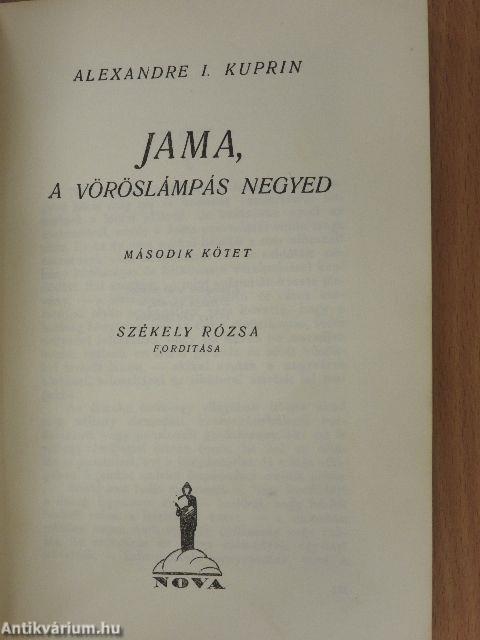 ALEXANDRE I. KUPRIN
JAMA,
A VÖRÖSLÁMPÁS NEGYED
MÁSODIK KÖTET
SZÉKELY RÓZSA
FORDITÁSA
NOVA
Antikvárium.hu